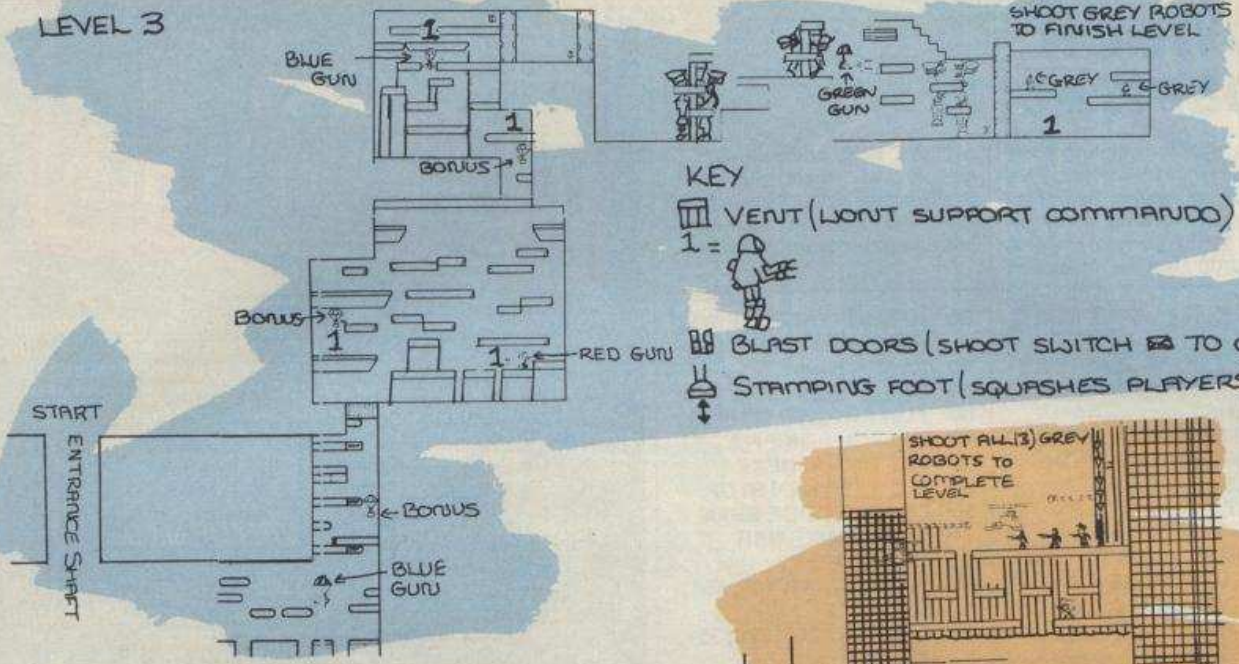 LEVEL 3
1
BLUE
GUN
1
BONUS
SHOOT GREY ROBOTS
TO FINISH LEVEL
GREEN
GUN
GREY
GREY
1
KEY
VENT (WONT SUPPORT COMMANDO)
1 =
BLAST DOORS (SHOOT SWITCH TO
STAMPING FOOT (SQUASHES PLAYERS
BONUS
1
1
RED GUN
START
ENTRANCE SHAFT
BONUS
BLUE
GUN
SHOOT ALL (3) GREY
ROBOTS TO
COMPLETE
LEVEL